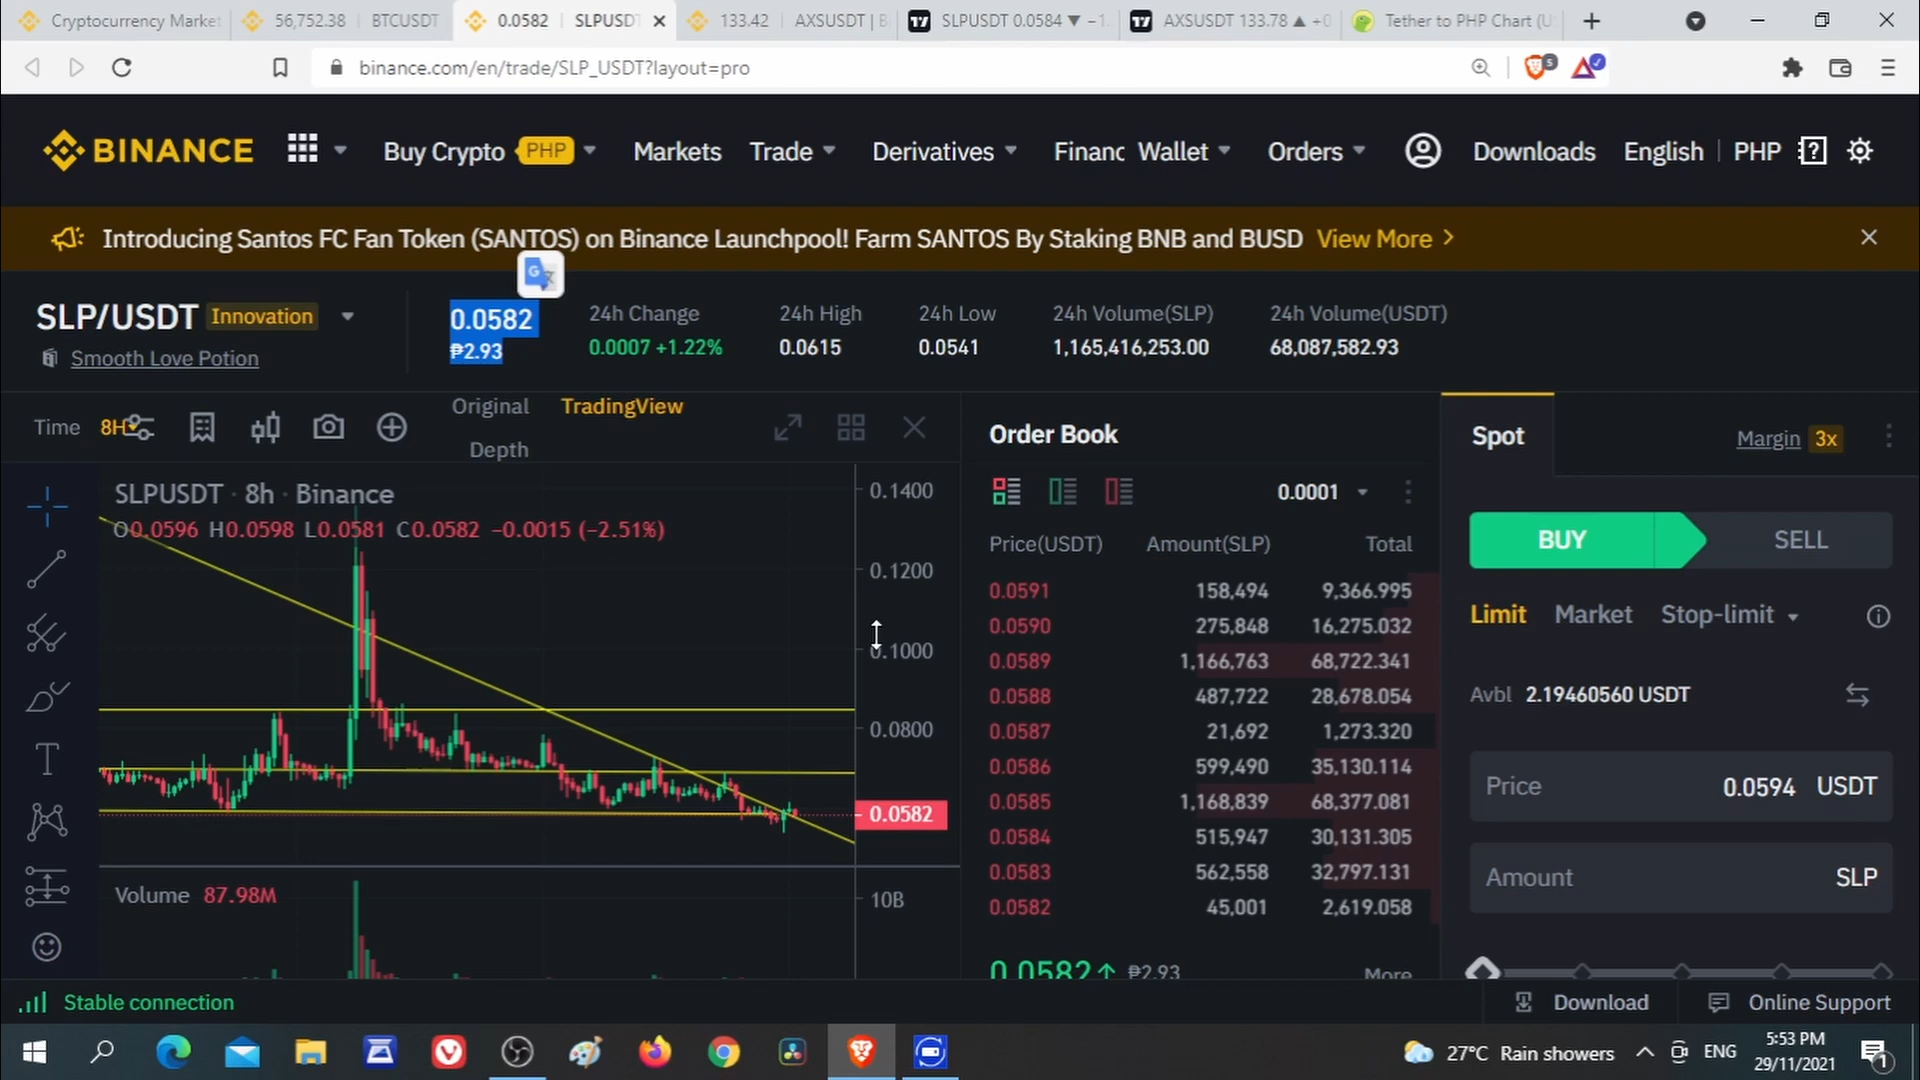 Cryptocurrency Market
56,752.38 | BTCUSDT
0.0582 | SLPUSDT
133.42 | AXSUSDT | B
SLPUSDT 0.0584 ▼ −1.
AXSUSDT 133.78 ▲ +0
Tether to PHP Chart (U
binance.com/en/trade/SLP_USDT?layout=pro
5
BINANCE
Buy Crypto PHP
Markets
Trade
Derivatives
Financ
Wallet
Orders
Downloads
English
PHP
Introducing Santos FC Fan Token (SANTOS) on Binance Launchpool! Farm SANTOS By Staking BNB and BUSD View More
SLP/USDT Innovation
Smooth Love Potion
0.0582
₱2.93
24h Change
0.0007 +1.22%
24h High
0.0615
24h Low
0.0541
24h Volume(SLP)
1,165,416,253.00
24h Volume(USDT)
68,087,582.93
Time 8H
Original
TradingView
Depth
SLPUSDT · 8h · Binance
O0.0596 H0.0598 L0.0581 C0.0582 −0.0015 (−2.51%)
0.1400
0.1200
0.1000
0.0800
0.0582
Volume 87.98M
10B
Order Book
0.0001
Price(USDT) Amount(SLP) Total
0.0591 158,494 9,366.995
0.0590 275,848 16,275.032
0.0589 1,166,763 68,722.341
0.0588 487,722 28,678.054
0.0587 21,692 1,273.320
0.0586 599,490 35,130.114
0.0585 1,168,839 68,377.081
0.0584 515,947 30,131.305
0.0583 562,558 32,797.131
0.0582 45,001 2,619.058
0.0582↑ ₱2.93 More
Spot
Margin 3x
BUY
SELL
Limit Market Stop-limit
Avbl 2.19460560 USDT
Price 0.0594 USDT
Amount SLP
Stable connection
Download
Online Support
27°C Rain showers
ENG
5:53 PM
29/11/2021
1